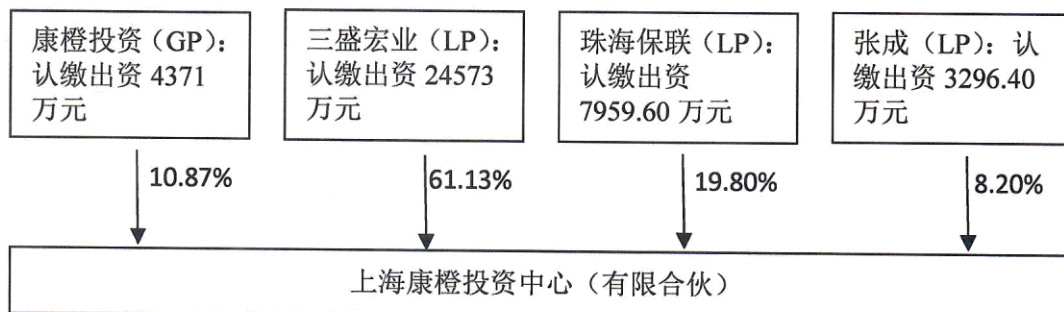 康橙投资（GP）：
认缴出资 4371
万元
三盛宏业（LP）：
认缴出资 24573
万元
珠海保联（LP）：
认缴出资
7959.60 万元
张成（LP）：认
缴出资 3296.40
万元
10.87%
61.13%
19.80%
8.20%
上海康橙投资中心（有限合伙）